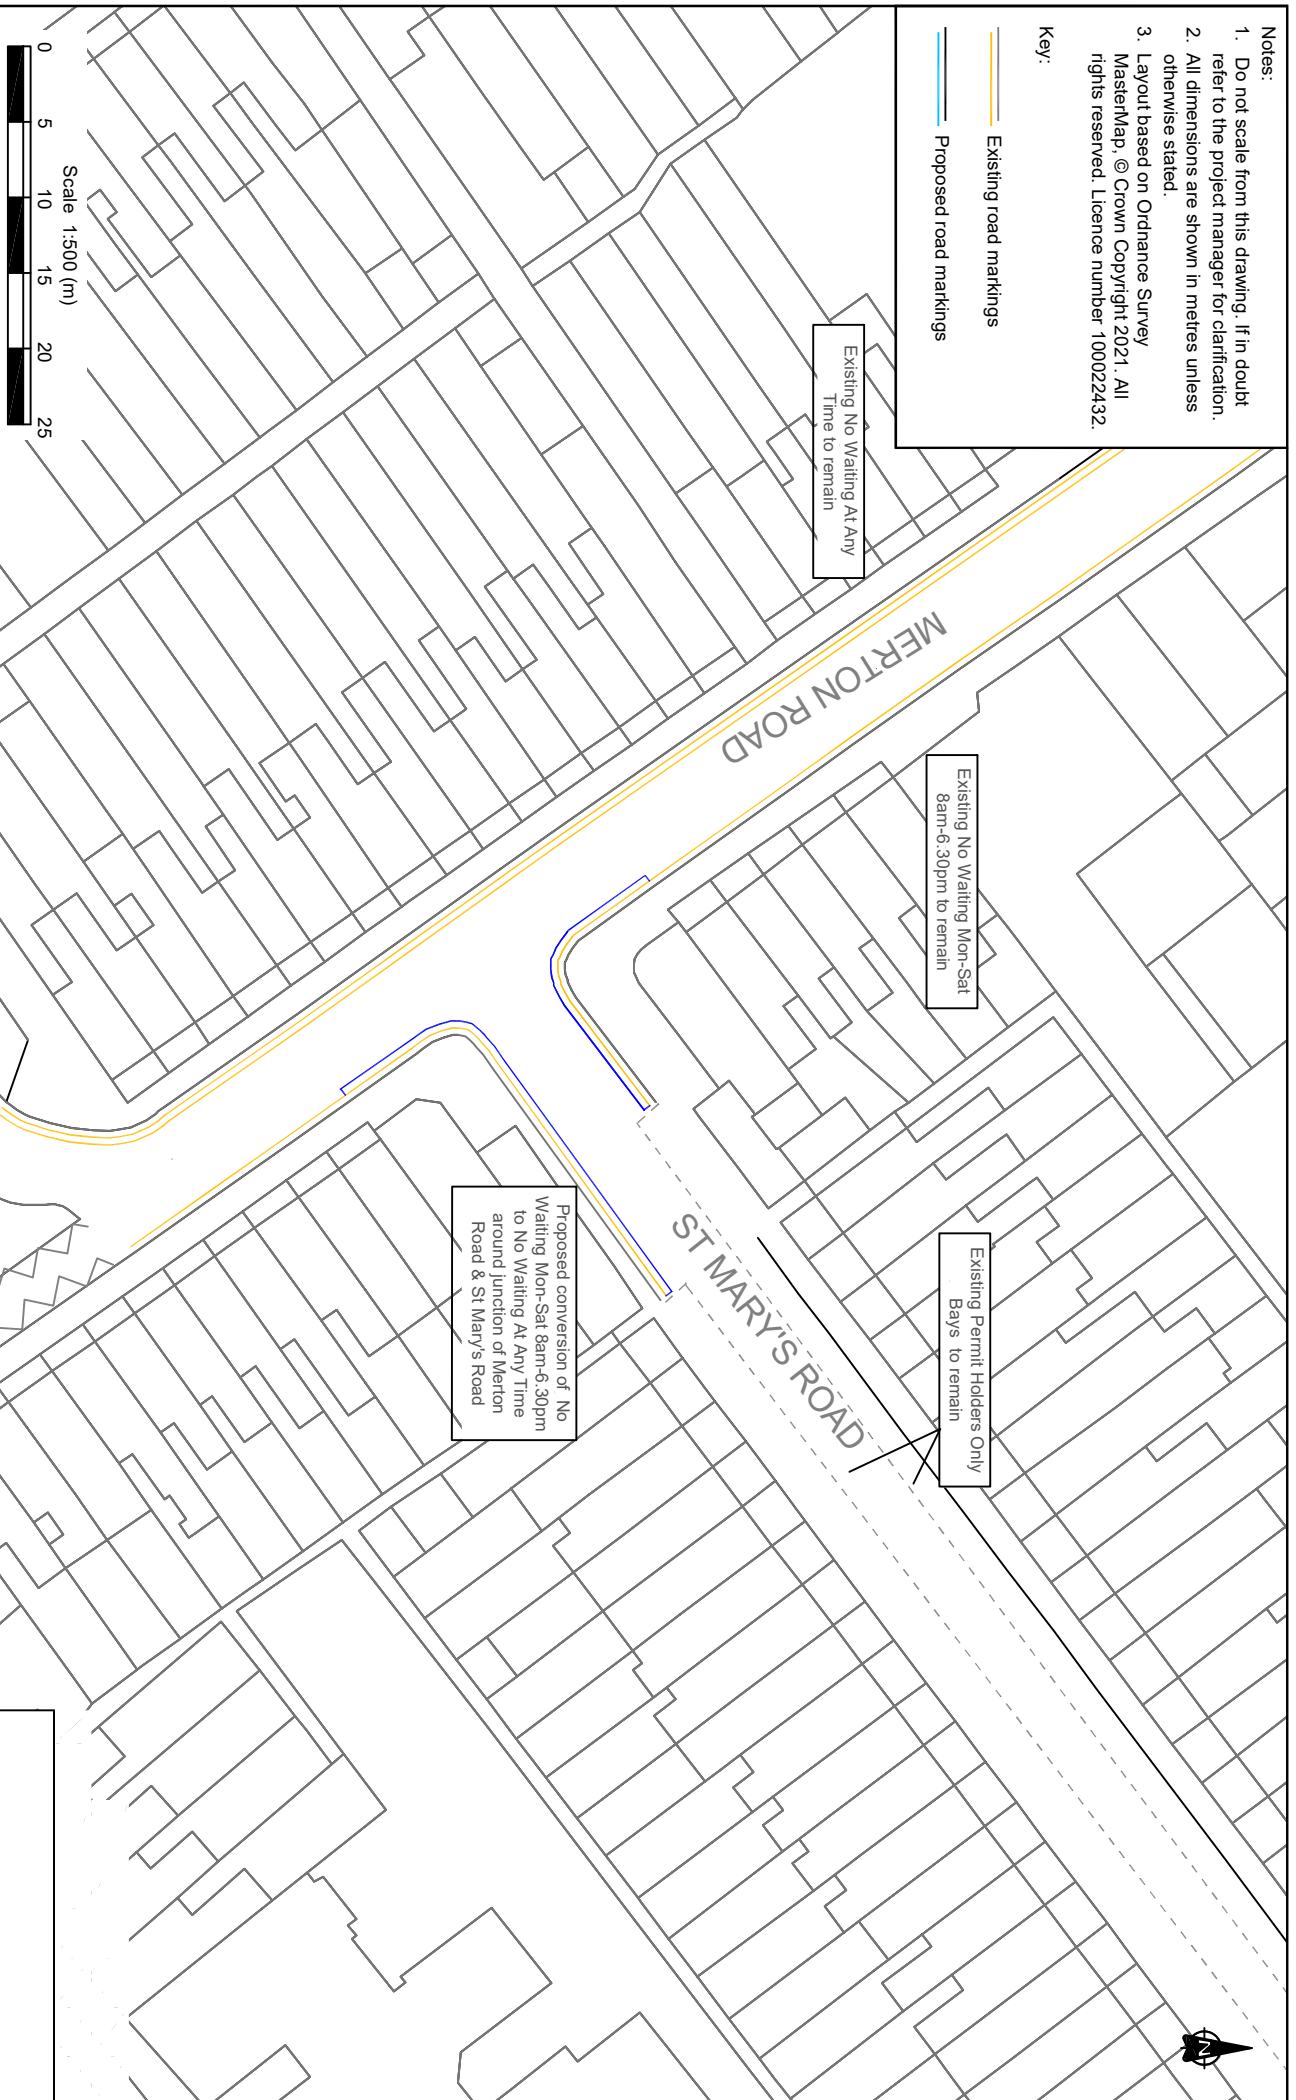 Notes:
1. Do not scale from this drawing. If in doubt
refer to the project manager for clarification.
2. All dimensions are shown in metres unless
otherwise stated.
3. Layout based on Ordnance Survey
MasterMap, © Crown Copyright 2021. All
rights reserved. Licence number 100022432.
Key:
Existing road markings
Proposed road markings
Existing No Waiting At Any
Time to remain
MERTON ROAD
Existing No Waiting Mon-Sat
8am-6.30pm to remain
Existing Permit Holders Only
Bays to remain
ST MARY'S ROAD
Proposed conversion of No
Waiting Mon-Sat 8am-6.30pm
to No Waiting At Any Time
around junction of Merton
Road & St Mary's Road
Scale 1:500 (m)
0 5 10 15 20 25
N